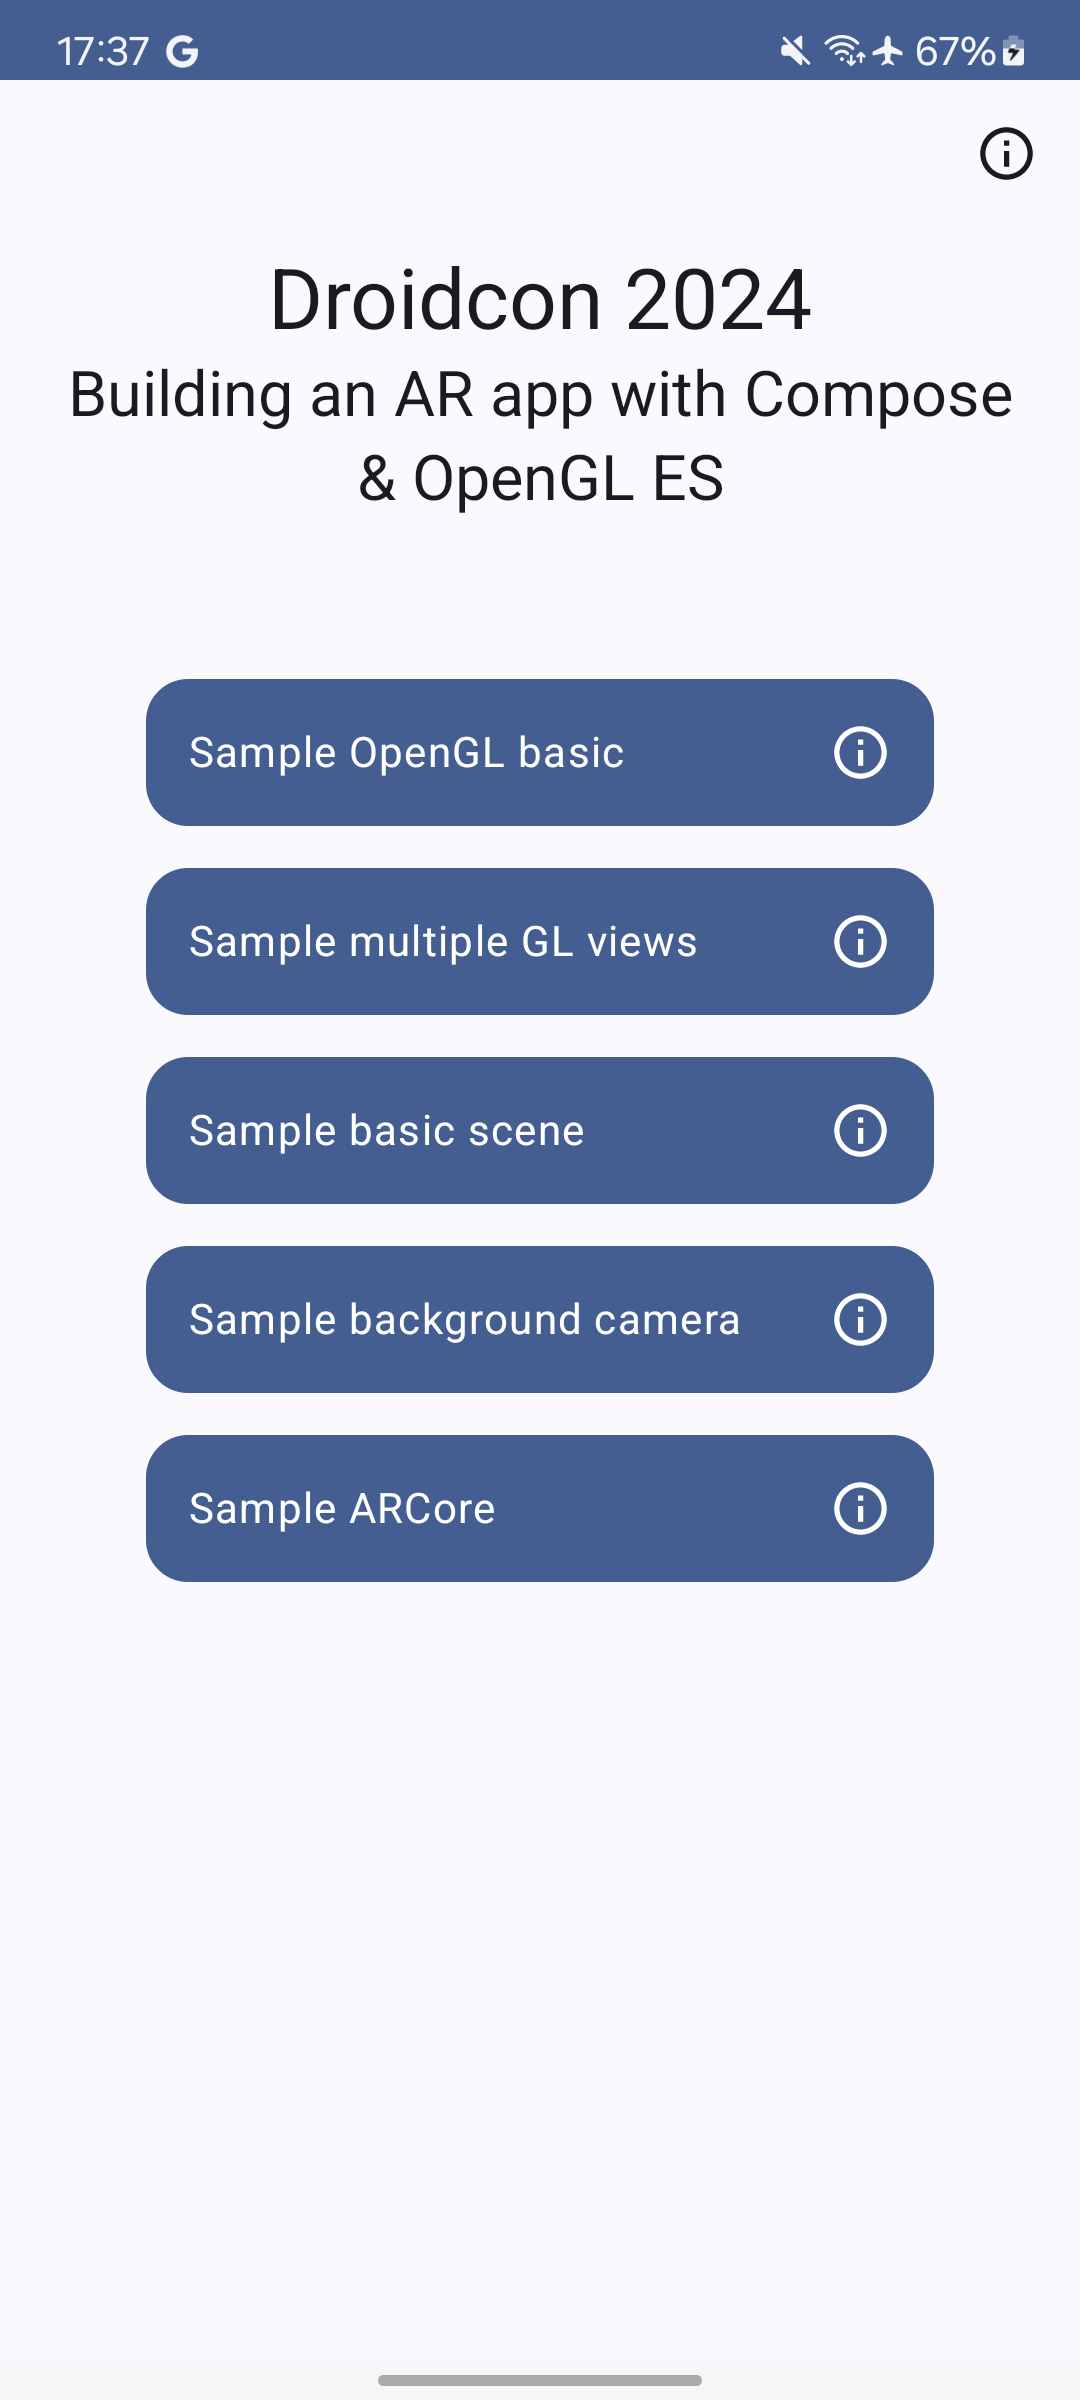 17:37 G 67%
Droidcon 2024
Building an AR app with Compose
& OpenGL ES
Sample OpenGL basic
Sample multiple GL views
Sample basic scene
Sample background camera
Sample ARCore